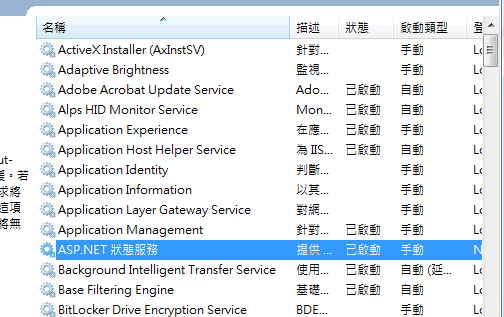 名稱 描述 狀態 啟動類型 登
ActiveX Installer (AxInstSV) 針對... 手動 Lo
Adaptive Brightness 監視... 手動 Lo
Adobe Acrobat Update Service Ado... 已啟動 自動 Lo
Alps HID Monitor Service Mon... 已啟動 自動 Lo
Application Experience 在應... 已啟動 手動 Lo
Application Host Helper Service 為 IIS... 已啟動 自動 Lo
Application Identity 判斷... 手動 Lo
Application Information 以其... 手動 Lo
Application Layer Gateway Service 對網... 手動 Lo
Application Management 針對... 已啟動 手動 Lo
ASP.NET 狀態服務 提供 ... 已啟動 手動 N
Background Intelligent Transfer Service 使用... 已啟動 自動 (延... Lo
Base Filtering Engine 基礎... 已啟動 自動 Lo
BitLocker Drive Encryption Service BDE... 手動 Lo
ut-
。若
求將
這項
將無